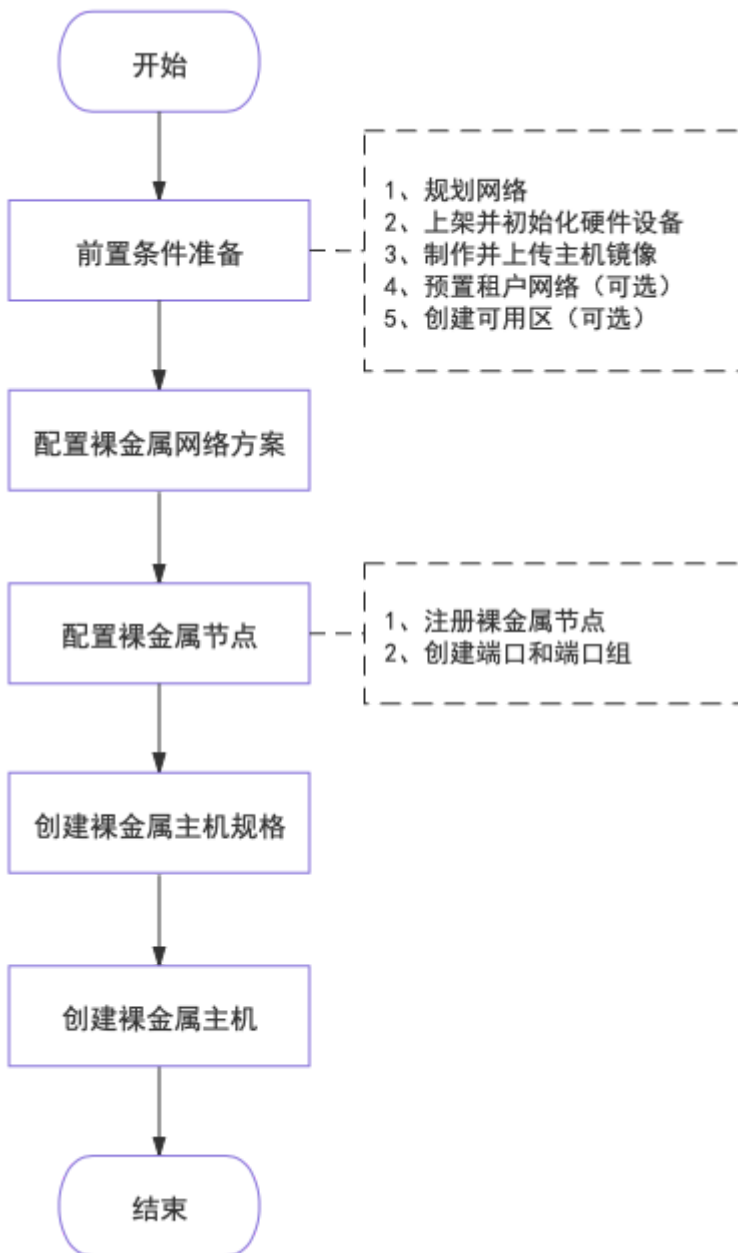 开始
前置条件准备
1、规划网络
2、上架并初始化硬件设备
3、制作并上传主机镜像
4、预置租户网络（可选）
5、创建可用区（可选）
配置裸金属网络方案
配置裸金属节点
1、注册裸金属节点
2、创建端口和端口组
创建裸金属主机规格
创建裸金属主机
结束